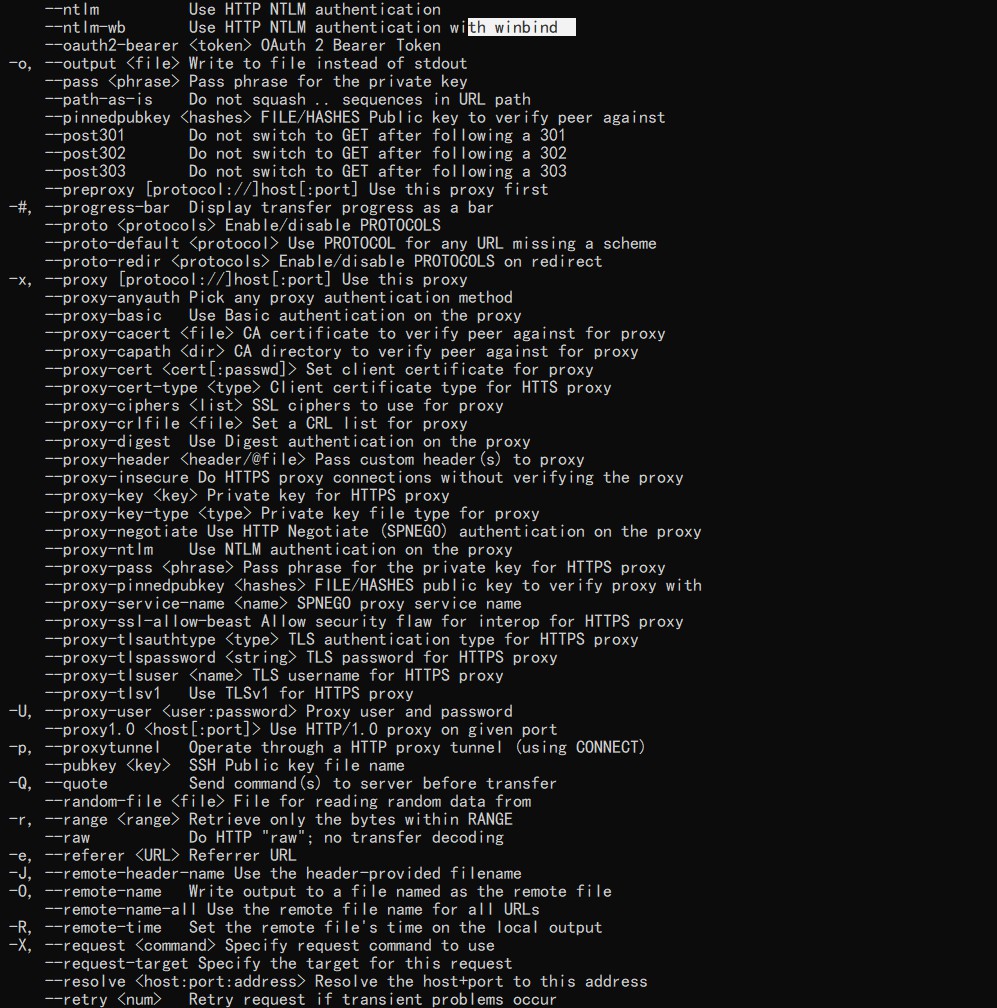 --ntlm Use HTTP NTLM authentication
--ntlm-wb Use HTTP NTLM authentication with winbind
--oauth2-bearer <token> OAuth 2 Bearer Token
-o, --output <file> Write to file instead of stdout
--pass <phrase> Pass phrase for the private key
--path-as-is Do not squash .. sequences in URL path
--pinnedpubkey <hashes> FILE/HASHES Public key to verify peer against
--post301 Do not switch to GET after following a 301
--post302 Do not switch to GET after following a 302
--post303 Do not switch to GET after following a 303
--preproxy [protocol://]host[:port] Use this proxy first
-#, --progress-bar Display transfer progress as a bar
--proto <protocols> Enable/disable PROTOCOLS
--proto-default <protocol> Use PROTOCOL for any URL missing a scheme
--proto-redir <protocols> Enable/disable PROTOCOLS on redirect
-x, --proxy [protocol://]host[:port] Use this proxy
--proxy-anyauth Pick any proxy authentication method
--proxy-basic Use Basic authentication on the proxy
--proxy-cacert <file> CA certificate to verify peer against for proxy
--proxy-capath <dir> CA directory to verify peer against for proxy
--proxy-cert <cert[:passwd]> Set client certificate for proxy
--proxy-cert-type <type> Client certificate type for HTTS proxy
--proxy-ciphers <list> SSL ciphers to use for proxy
--proxy-crlfile <file> Set a CRL list for proxy
--proxy-digest Use Digest authentication on the proxy
--proxy-header <header/@file> Pass custom header(s) to proxy
--proxy-insecure Do HTTPS proxy connections without verifying the proxy
--proxy-key <key> Private key for HTTPS proxy
--proxy-key-type <type> Private key file type for proxy
--proxy-negotiate Use HTTP Negotiate (SPNEGO) authentication on the proxy
--proxy-ntlm Use NTLM authentication on the proxy
--proxy-pass <phrase> Pass phrase for the private key for HTTPS proxy
--proxy-pinnedpubkey <hashes> FILE/HASHES public key to verify proxy with
--proxy-service-name <name> SPNEGO proxy service name
--proxy-ssl-allow-beast Allow security flaw for interop for HTTPS proxy
--proxy-tlsauthtype <type> TLS authentication type for HTTPS proxy
--proxy-tlspassword <string> TLS password for HTTPS proxy
--proxy-tlsuser <name> TLS username for HTTPS proxy
--proxy-tlsv1 Use TLSv1 for HTTPS proxy
-U, --proxy-user <user:password> Proxy user and password
--proxy1.0 <host[:port]> Use HTTP/1.0 proxy on given port
-p, --proxytunnel Operate through a HTTP proxy tunnel (using CONNECT)
--pubkey <key> SSH Public key file name
-Q, --quote Send command(s) to server before transfer
--random-file <file> File for reading random data from
-r, --range <range> Retrieve only the bytes within RANGE
--raw Do HTTP "raw"; no transfer decoding
-e, --referer <URL> Referrer URL
-J, --remote-header-name Use the header-provided filename
-O, --remote-name Write output to a file named as the remote file
--remote-name-all Use the remote file name for all URLs
-R, --remote-time Set the remote file's time on the local output
-X, --request <command> Specify request command to use
--request-target Specify the target for this request
--resolve <host:port:address> Resolve the host+port to this address
--retry <num> Retry request if transient problems occur